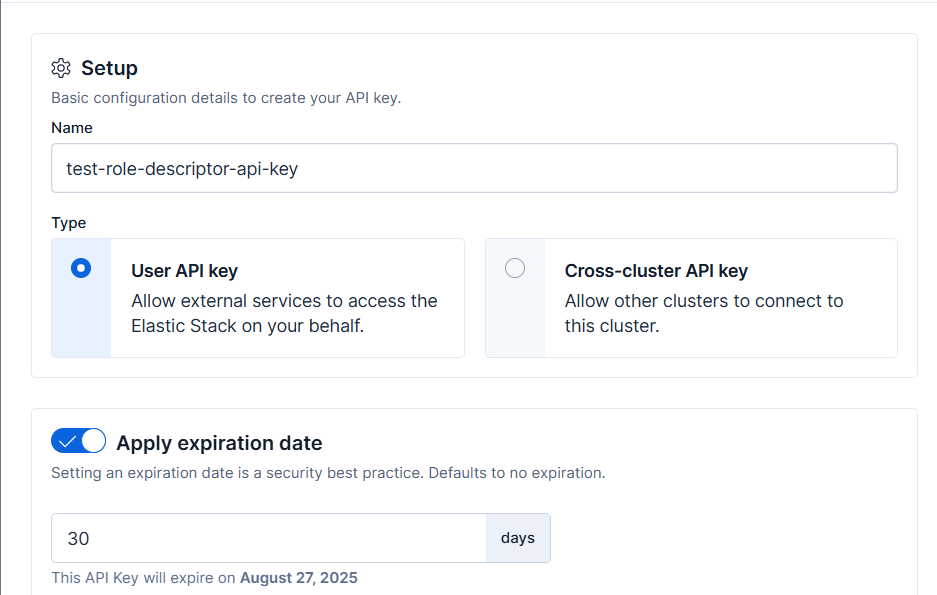 Setup
Basic configuration details to create your API key.
Name
test-role-descriptor-api-key
Type
User API key
Allow external services to access the
Elastic Stack on your behalf.
Cross-cluster API key
Allow other clusters to connect to
this cluster.
Apply expiration date
Setting an expiration date is a security best practice. Defaults to no expiration.
30 days
This API Key will expire on August 27, 2025